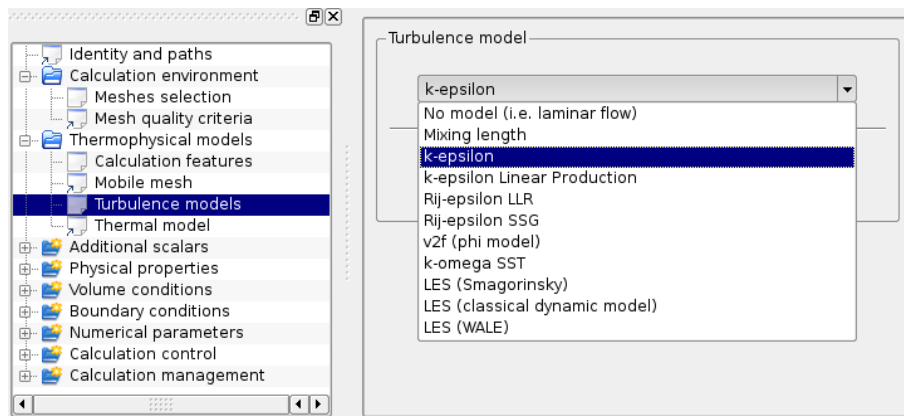 Identity and paths
Calculation environment
Meshes selection
Mesh quality criteria
Thermophysical models
Calculation features
Mobile mesh
Turbulence models
Thermal model
Additional scalars
Physical properties
Volume conditions
Boundary conditions
Numerical parameters
Calculation control
Calculation management
Turbulence model
k-epsilon
No model (i.e. laminar flow)
Mixing length
k-epsilon
k-epsilon Linear Production
Rij-epsilon LLR
Rij-epsilon SSG
v2f (phi model)
k-omega SST
LES (Smagorinsky)
LES (classical dynamic model)
LES (WALE)